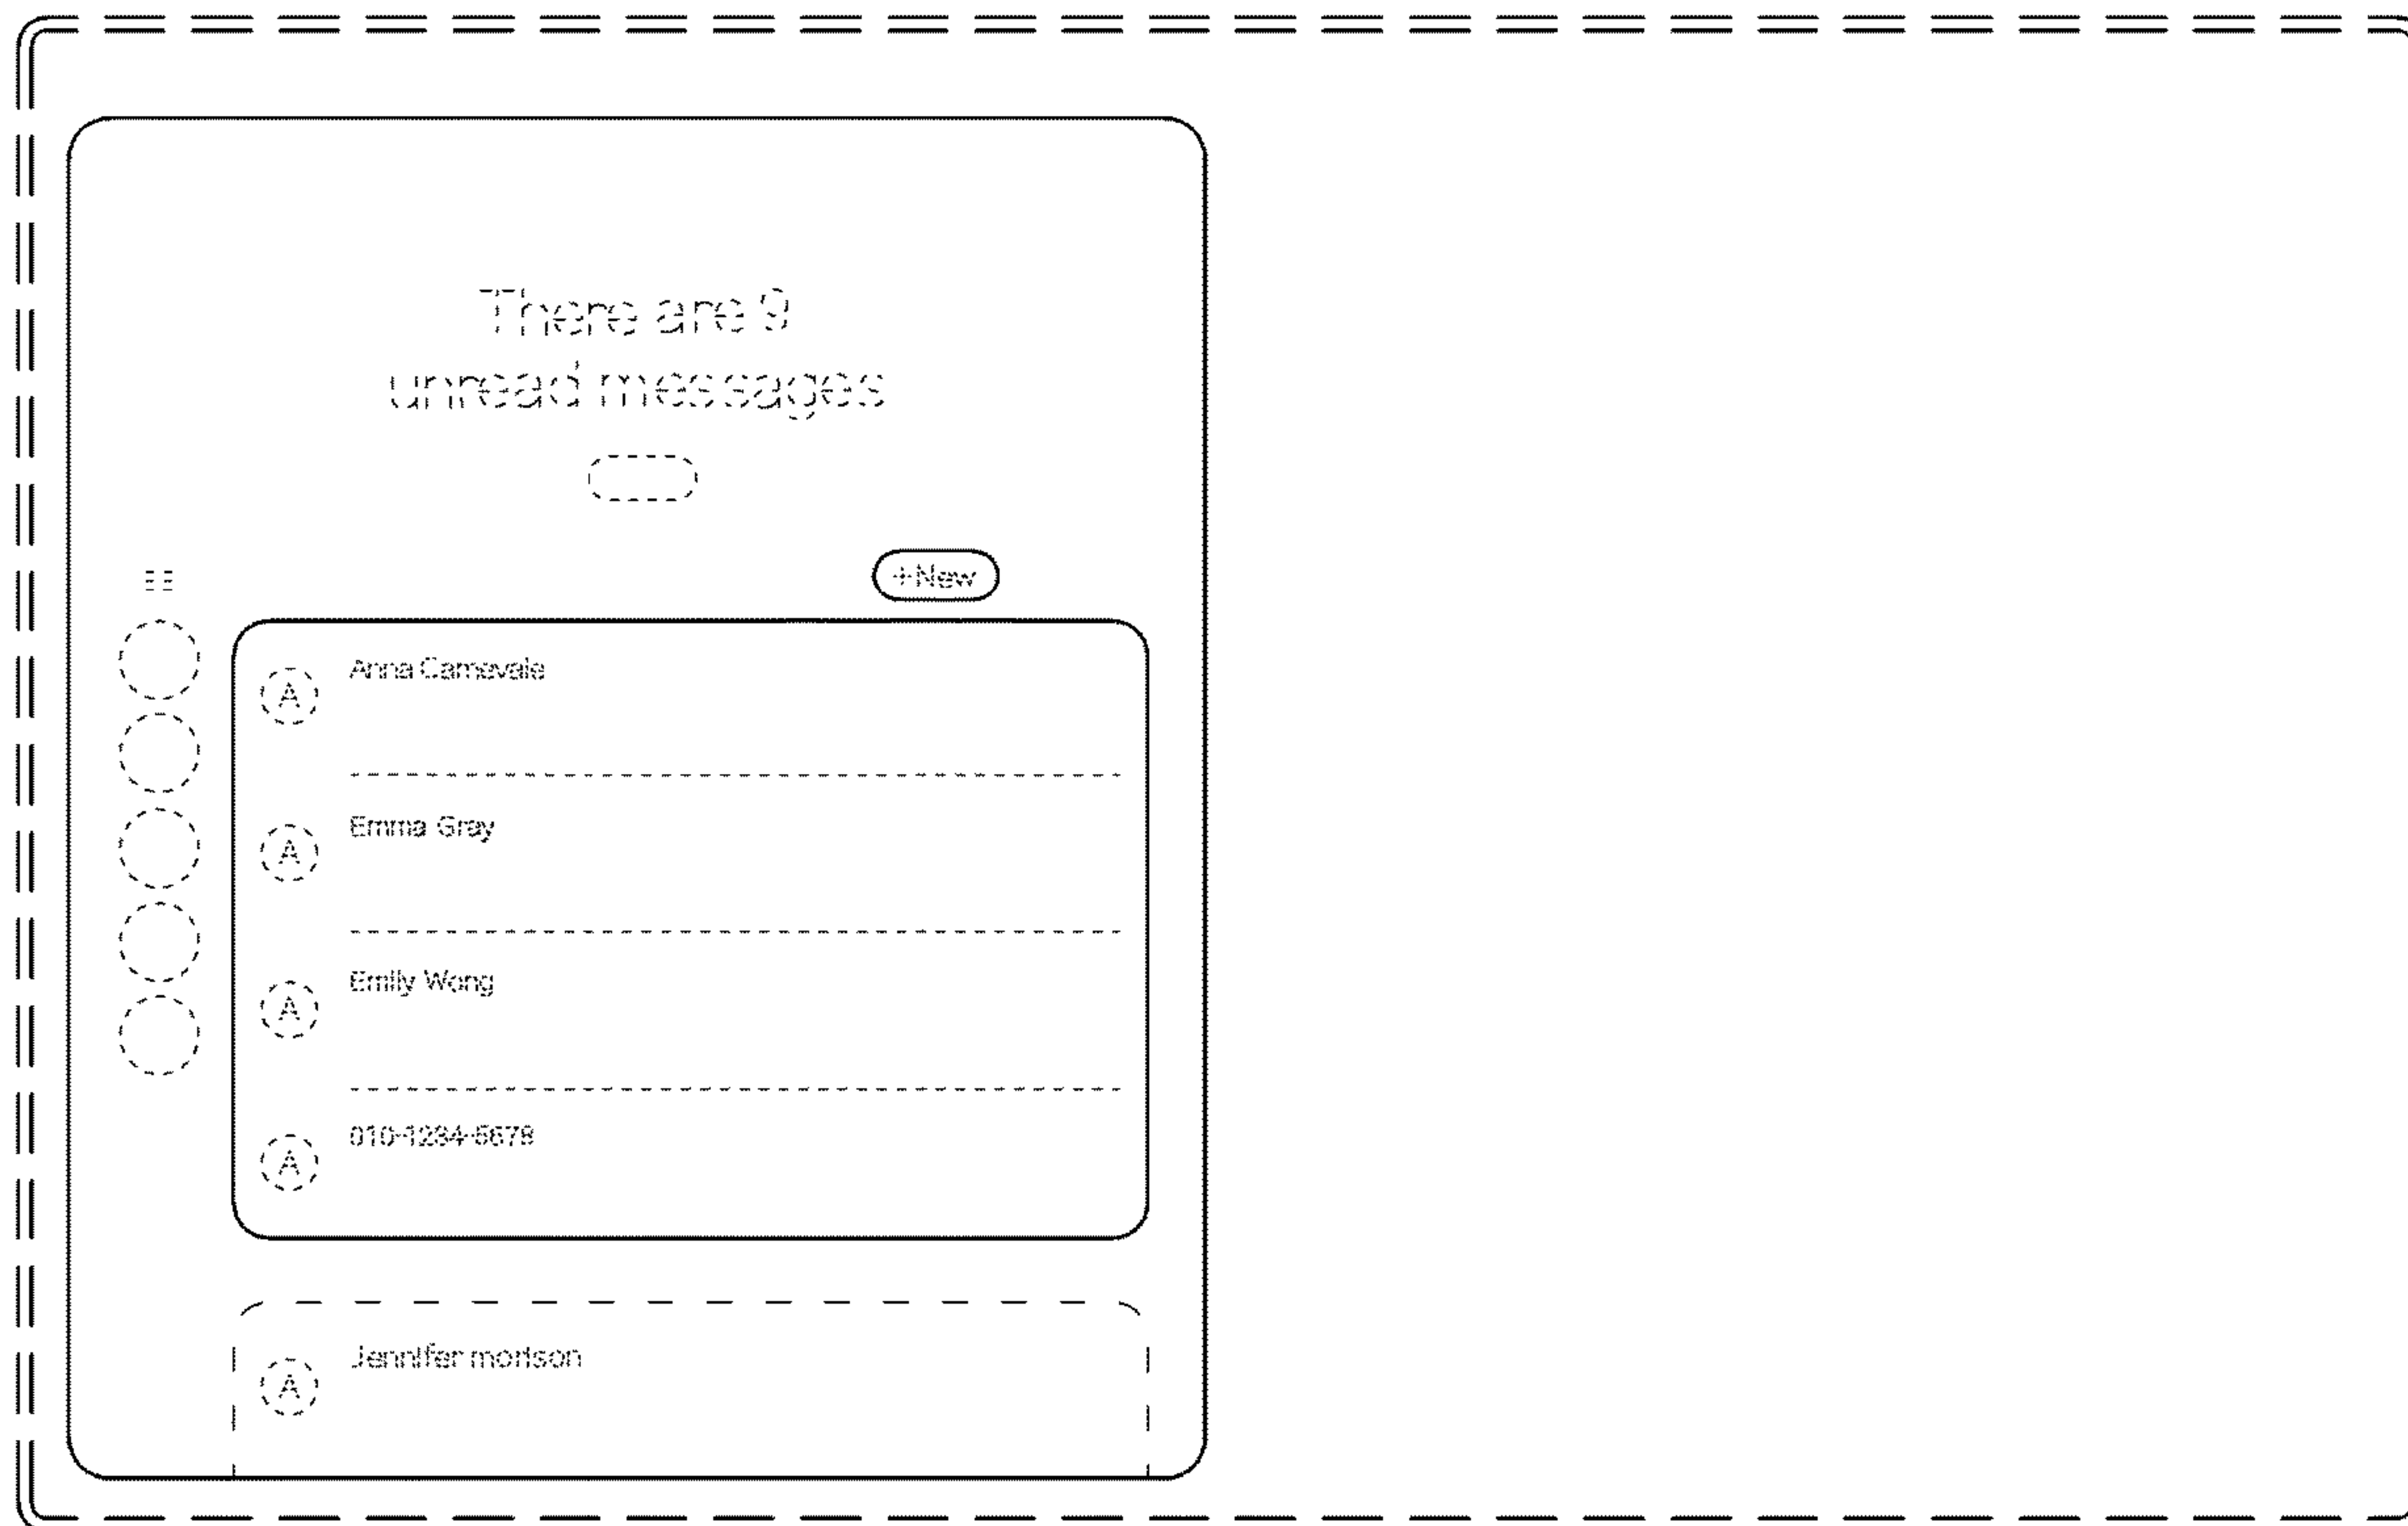 There are 9
unread messages
+New
A
Anna Carnevale
A
Emma Gray
A
Emily Wong
A
010-1234-5678
A
Jennifer morison